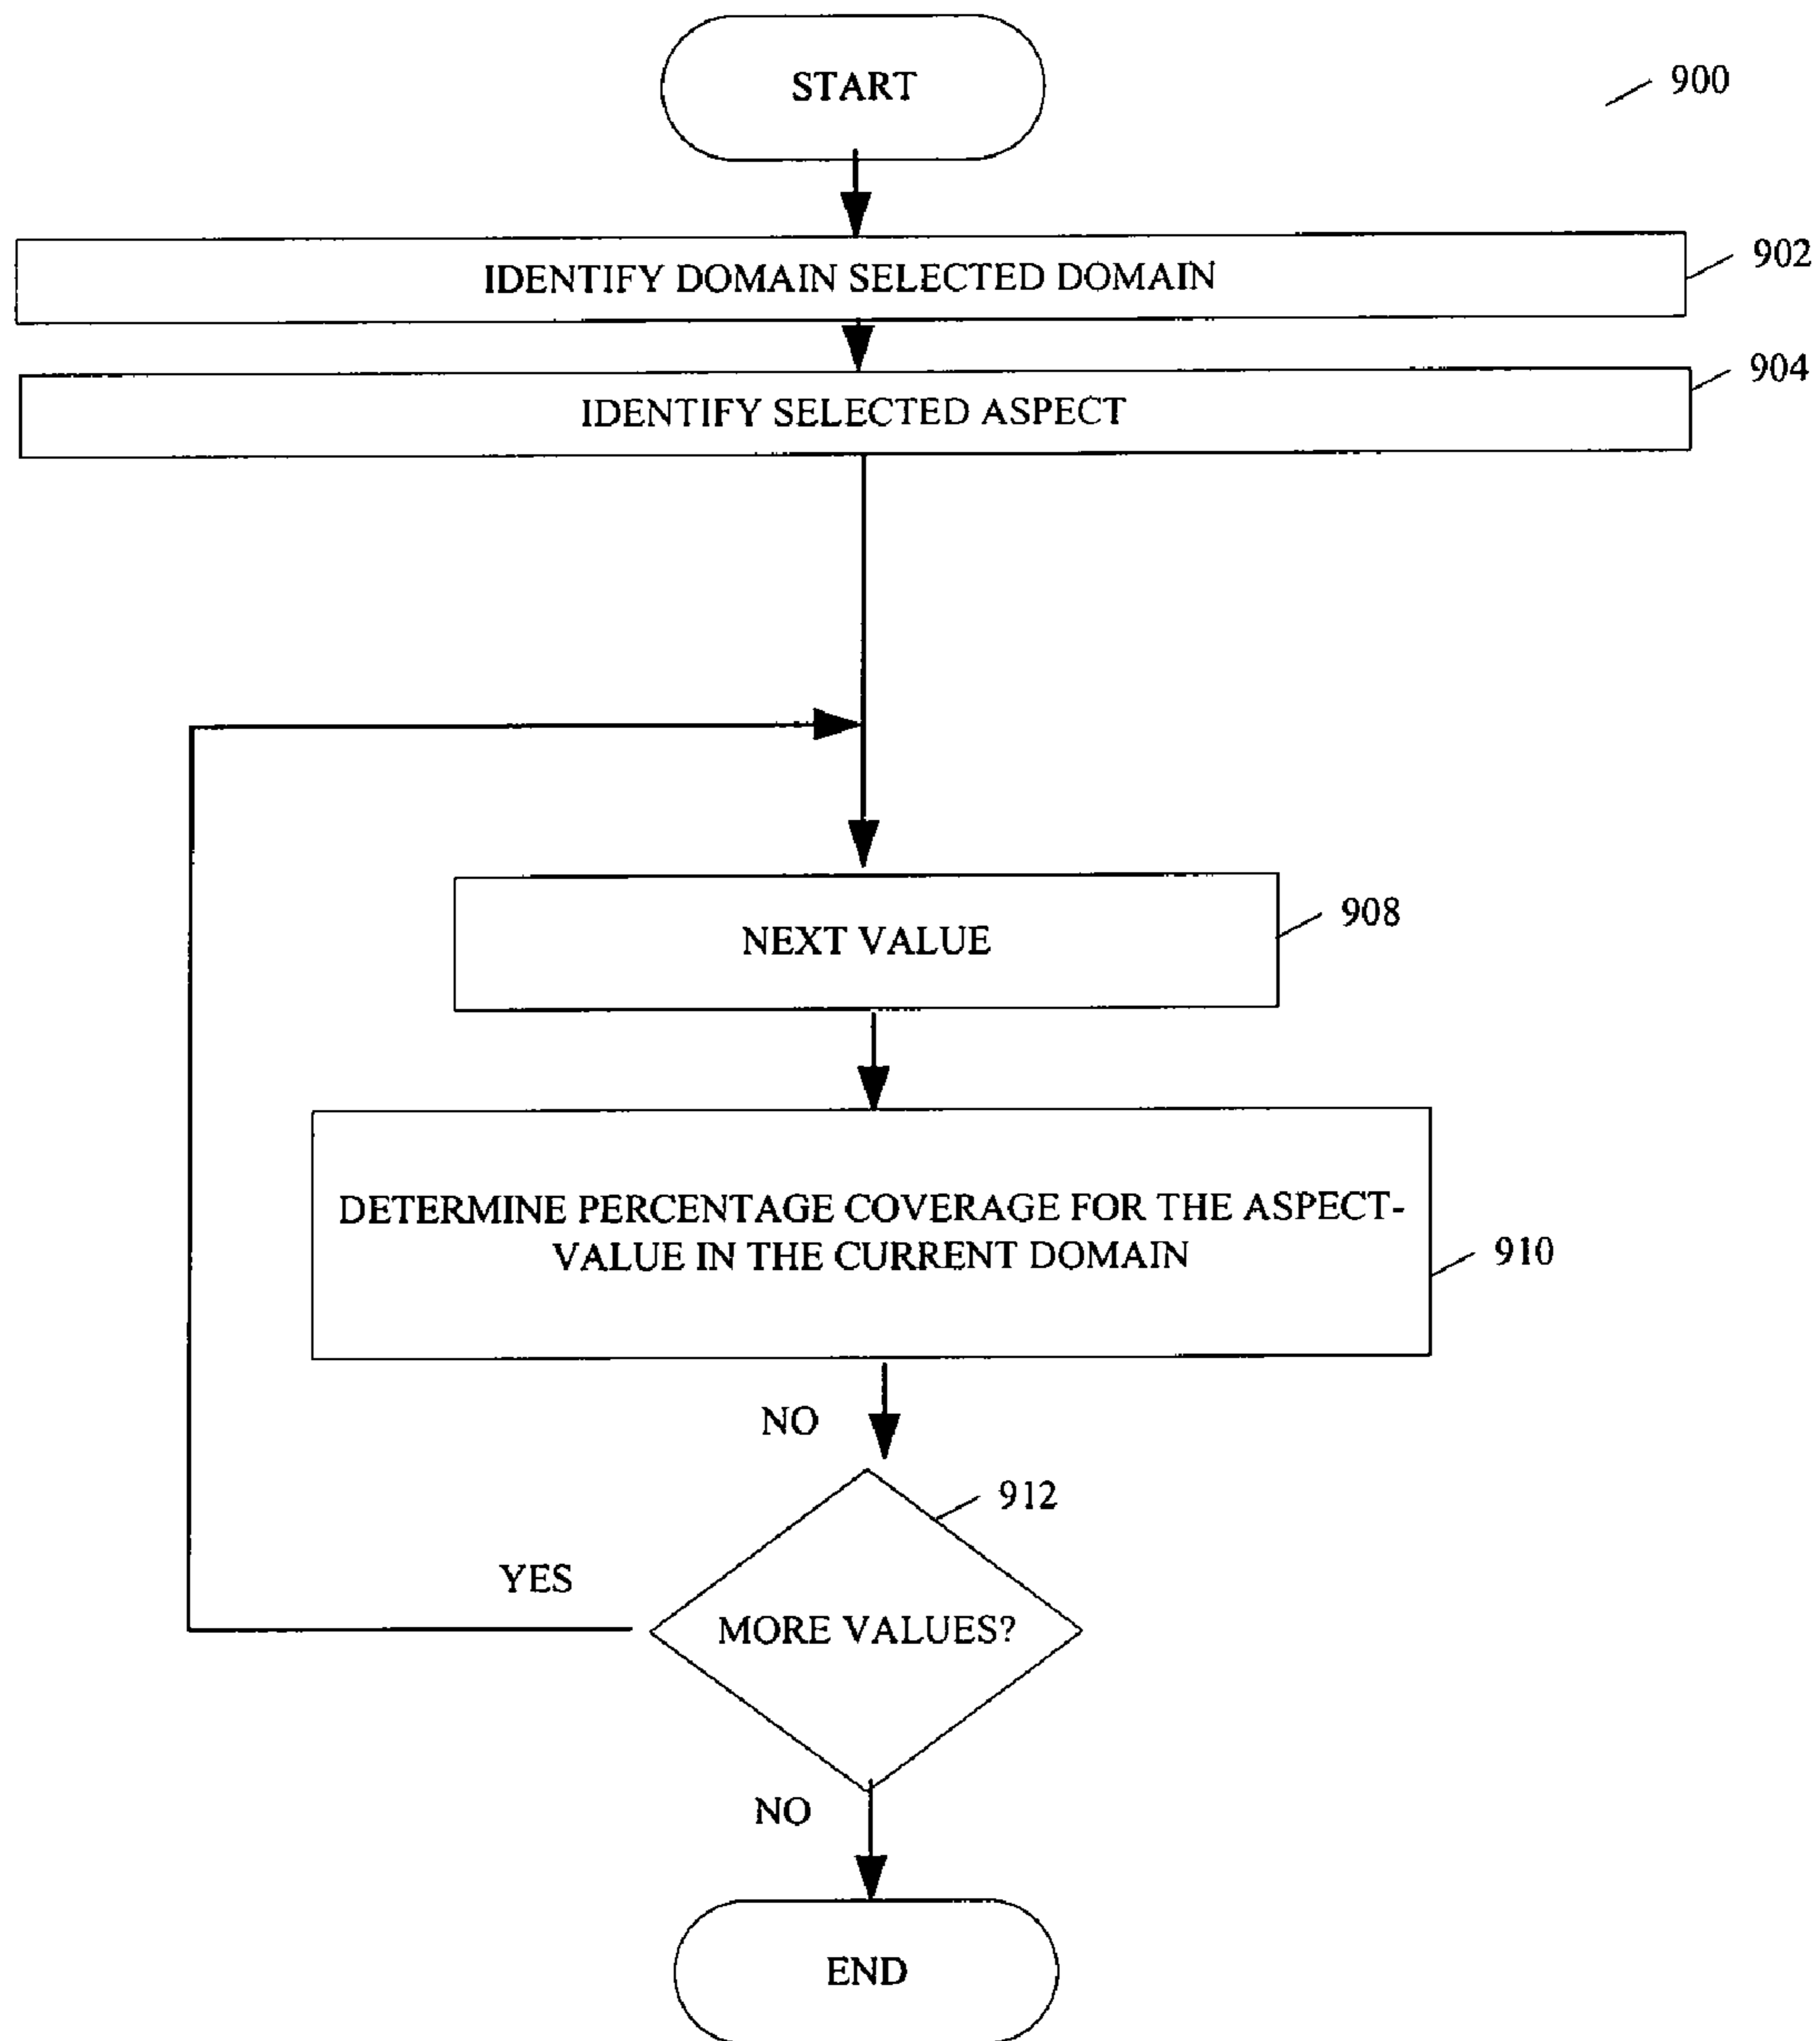 START
900
IDENTIFY DOMAIN SELECTED DOMAIN
902
IDENTIFY SELECTED ASPECT
904
NEXT VALUE
908
DETERMINE PERCENTAGE COVERAGE FOR THE ASPECT-
VALUE IN THE CURRENT DOMAIN
910
NO
912
YES
MORE VALUES?
NO
END